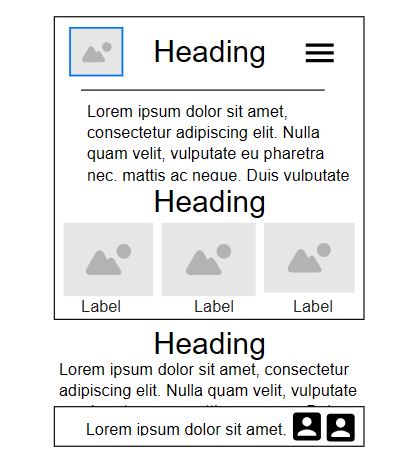 Heading
Lorem ipsum dolor sit amet,
consectetur adipiscing elit. Nulla
quam velit, vulputate eu pharetra
nec, mattis ac neque. Duis vulputate
Heading
Label Label Label
Heading
Lorem ipsum dolor sit amet, consectetur
adipiscing elit. Nulla quam velit, vulputate
Lorem ipsum dolor sit amet,